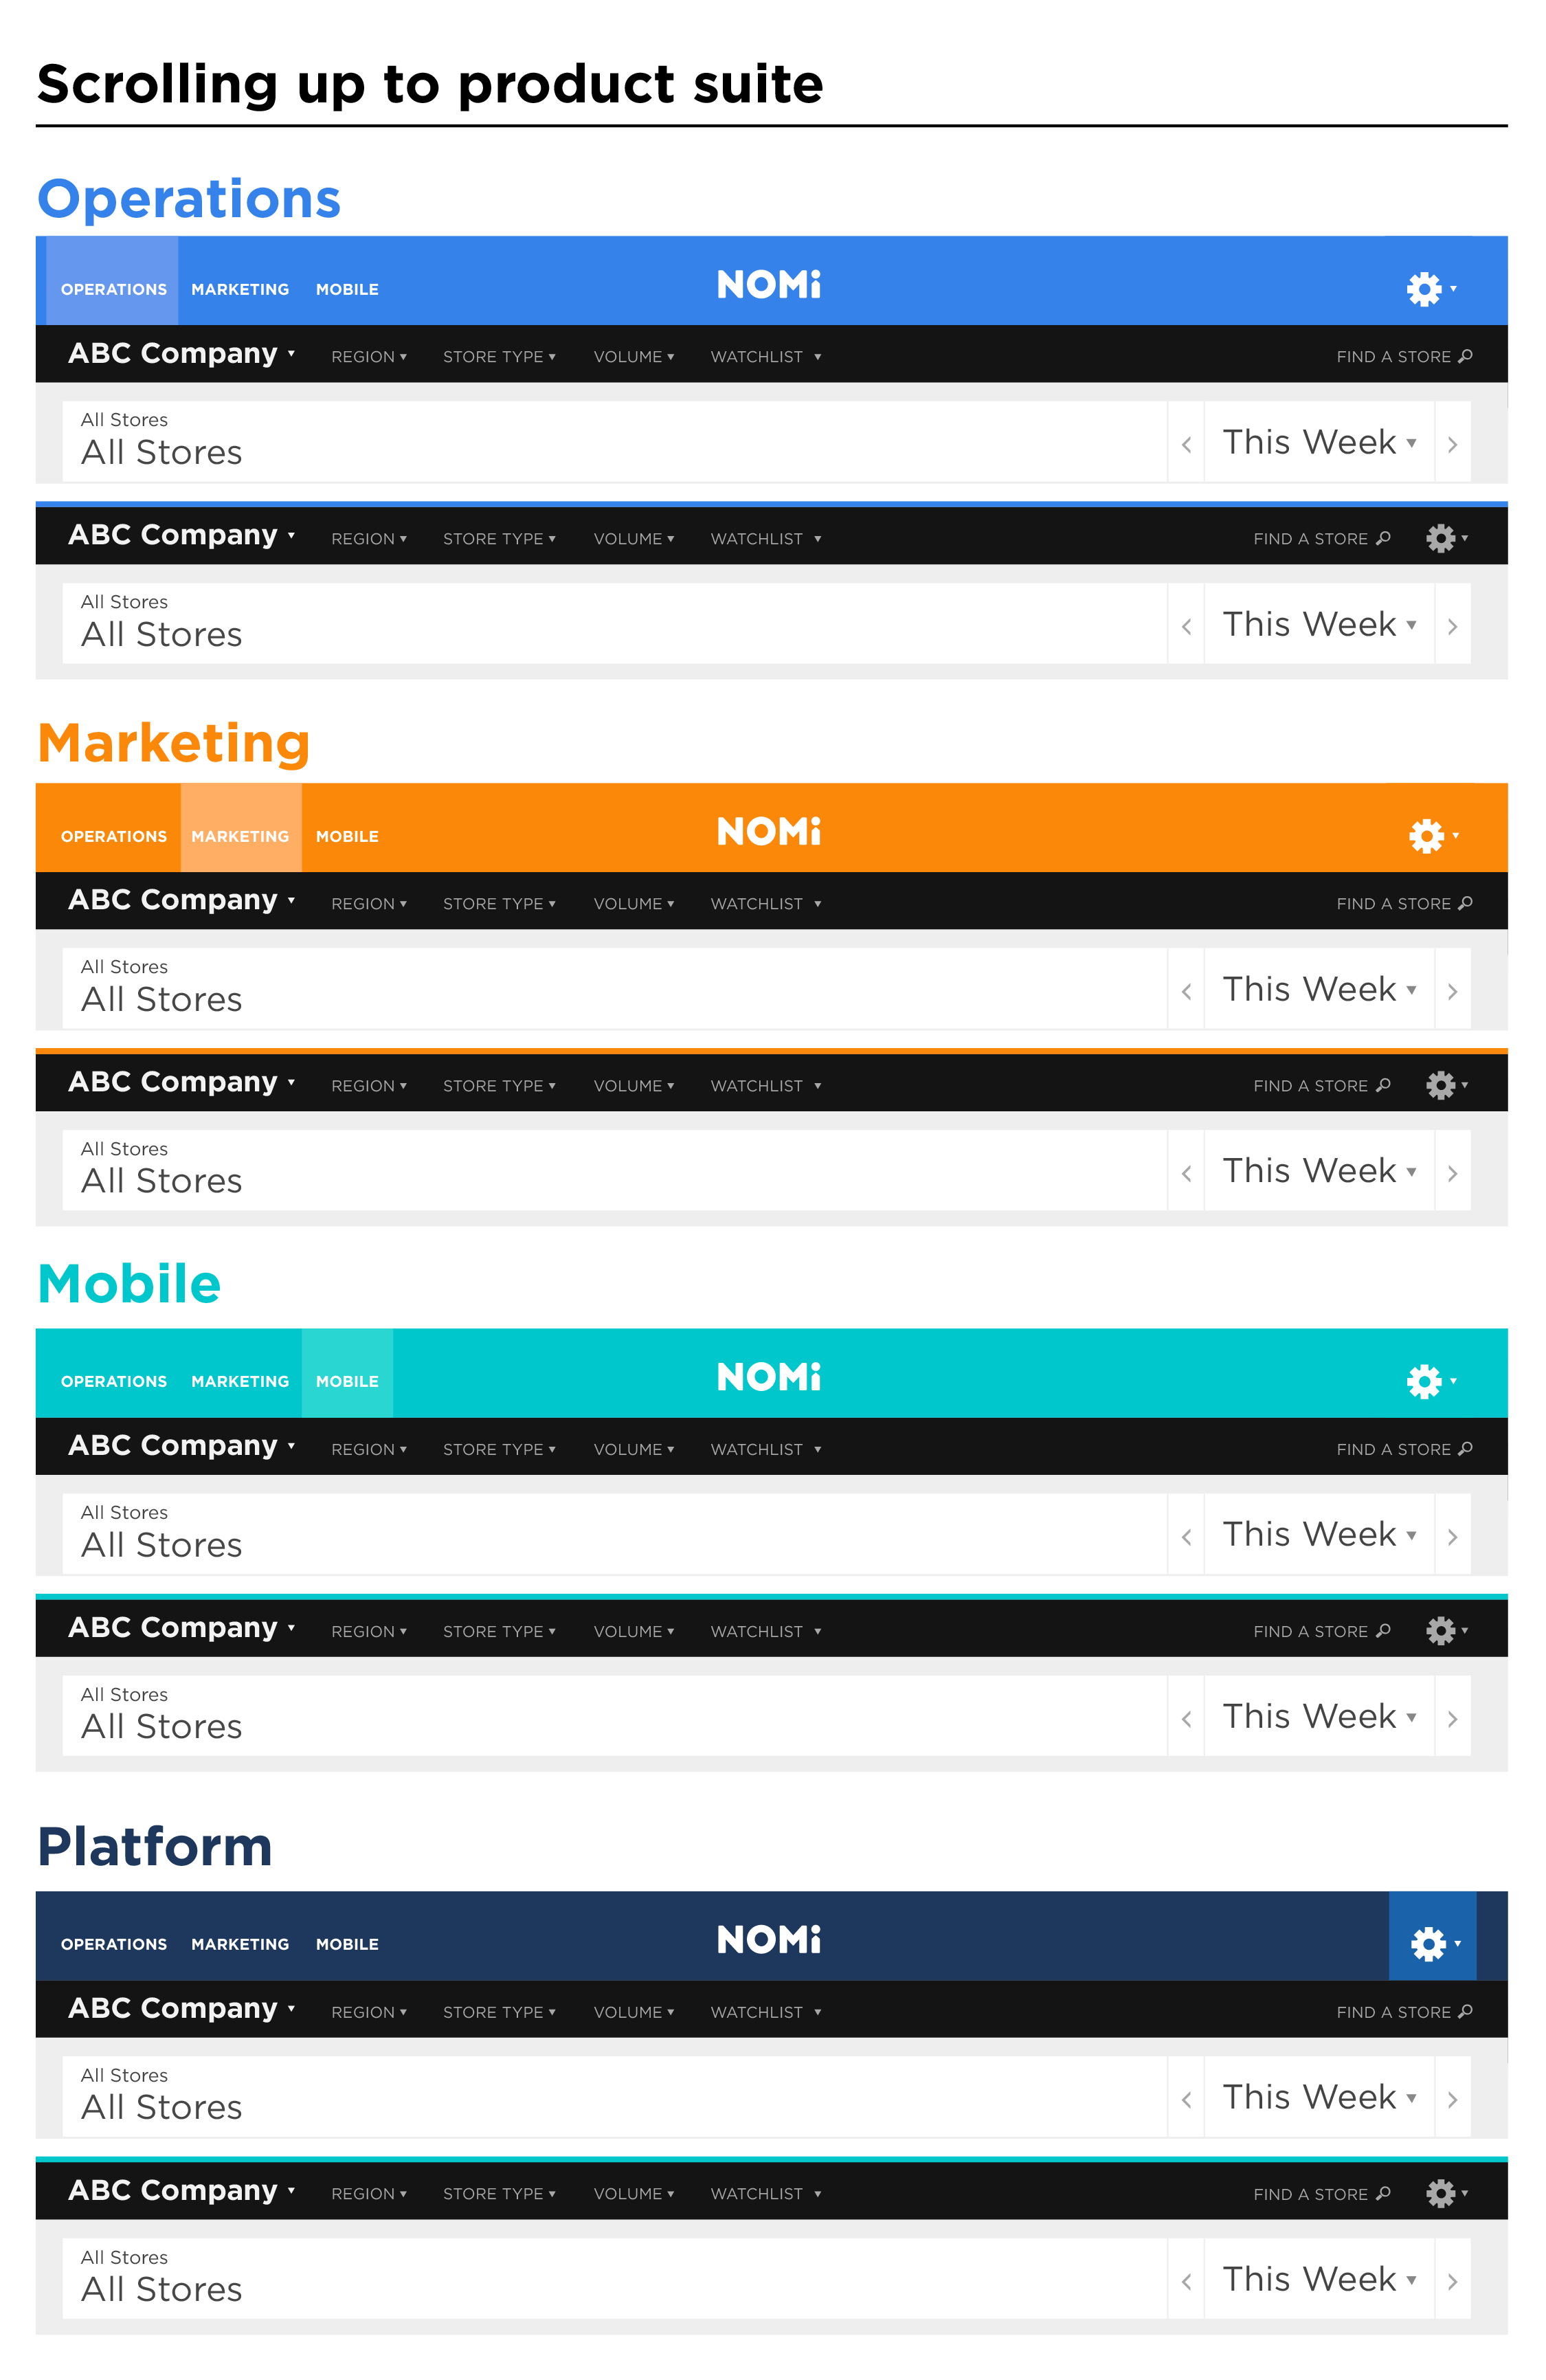 Scrolling up to product suite
Operations
OPERATIONS MARKETING MOBILE NOMi
ABC Company REGION STORE TYPE VOLUME WATCHLIST FIND A STORE
All Stores
All Stores This Week
ABC Company REGION STORE TYPE VOLUME WATCHLIST FIND A STORE
All Stores
All Stores This Week
Marketing
OPERATIONS MARKETING MOBILE NOMi
ABC Company REGION STORE TYPE VOLUME WATCHLIST FIND A STORE
All Stores
All Stores This Week
ABC Company REGION STORE TYPE VOLUME WATCHLIST FIND A STORE
All Stores
All Stores This Week
Mobile
OPERATIONS MARKETING MOBILE NOMi
ABC Company REGION STORE TYPE VOLUME WATCHLIST FIND A STORE
All Stores
All Stores This Week
ABC Company REGION STORE TYPE VOLUME WATCHLIST FIND A STORE
All Stores
All Stores This Week
Platform
OPERATIONS MARKETING MOBILE NOMi
ABC Company REGION STORE TYPE VOLUME WATCHLIST FIND A STORE
All Stores
All Stores This Week
ABC Company REGION STORE TYPE VOLUME WATCHLIST FIND A STORE
All Stores
All Stores This Week